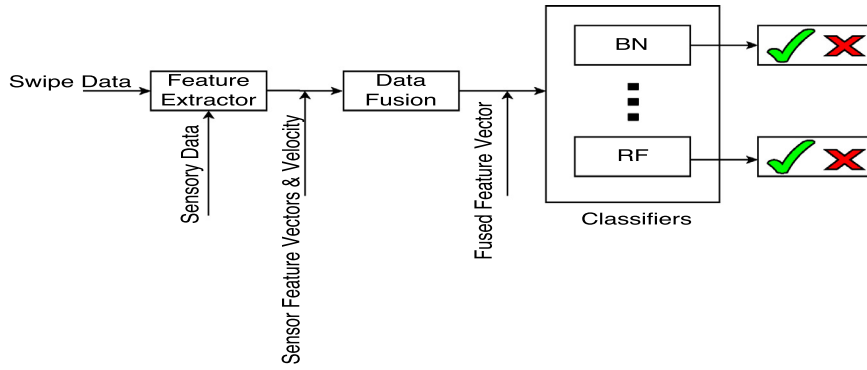 Swipe Data
Feature
Extractor
Sensory Data
Sensor Feature Vectors & Velocity
Data
Fusion
Fused Feature Vector
BN
RF
Classifiers